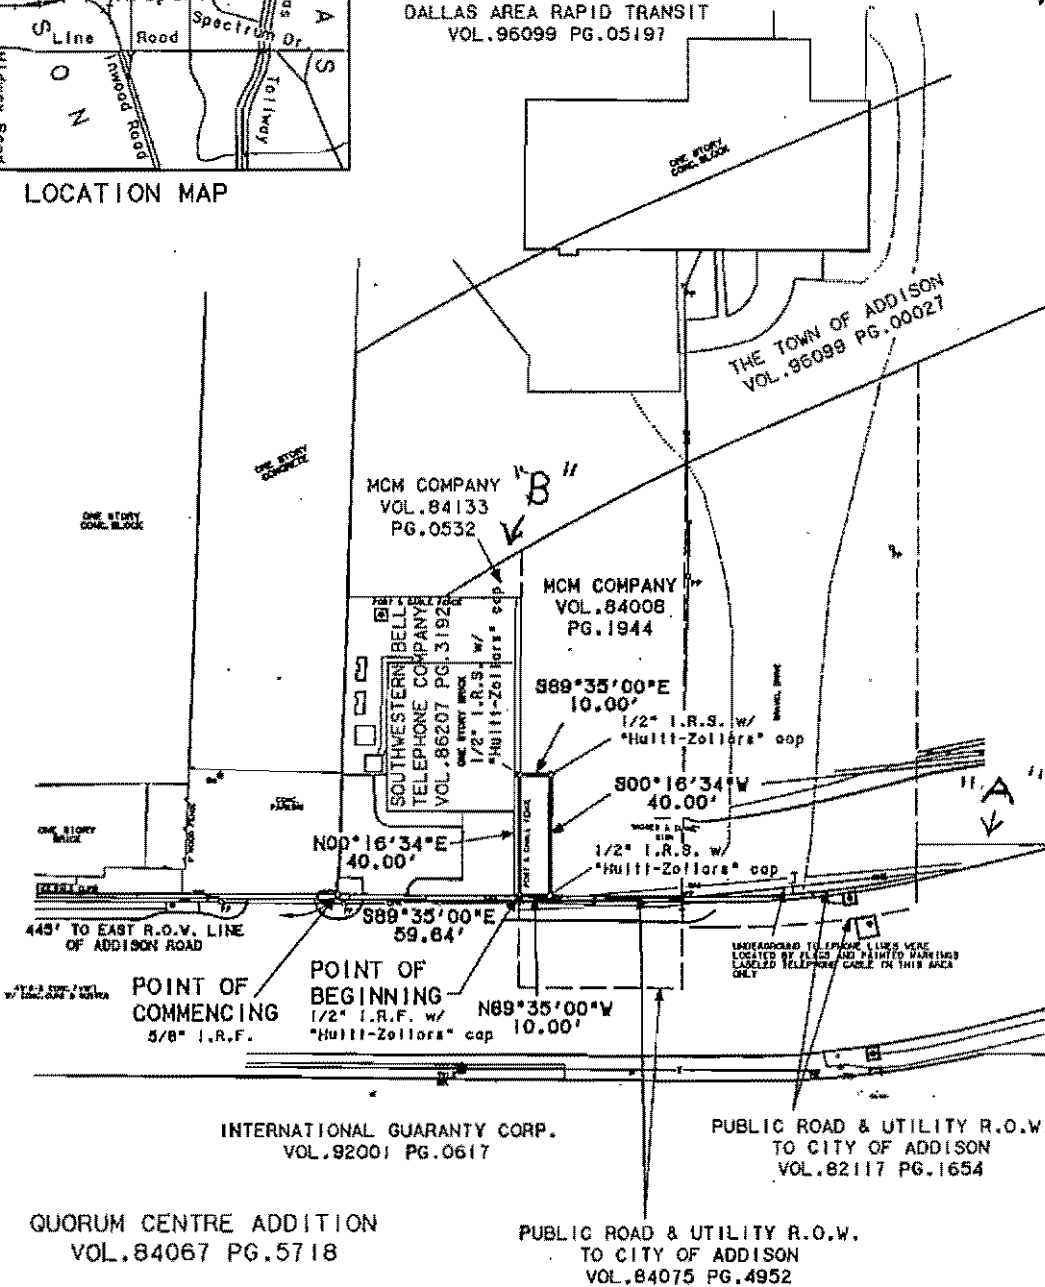 DALLAS AREA RAPID TRANSIT
VOL.96099 PG.05197
Spectrum Dr
Line Road
Inwood Road
Tollway
A
S
S
O
N
LOCATION MAP
ONE STORY
CONC.BLOCK
THE TOWN OF ADDISON
VOL.96099 PG.00027
ONE STORY
CONCRETE
ONE STORY
CONC.BLOCK
MCM COMPANY
VOL.84133
PG.0532
"B"
MCM COMPANY
VOL.84008
PG.1944
POST & CABLE FENCE
SOUTHWESTERN BELL
TELEPHONE COMPANY
VOL.86207 PG.3192
ONE STORY BRICK
1/2" I.R.S. w/
"Huitt-Zollars" cap
S89°35'00"E
10.00'
1/2" I.R.S. w/
"Huitt-Zollars" cap
GRAVEL DRIVE
S00°16'34"W
40.00'
"A"
POST & CABLE FENCE
N00°16'34"E
40.00'
1/2" I.R.S. w/
"Huitt-Zollars" cap
ONE STORY
BRICK
S89°35'00"E
59.64'
445' TO EAST R.O.W. LINE
OF ADDISON ROAD
UNDERGROUND TELEPHONE LINES WERE
LOCATED BY FLAGS AND PAINTED MARKINGS
LABELED TELEPHONE CABLE IN THIS AREA
ONLY
POINT OF
COMMENCING
5/8" I.R.F.
POINT OF
BEGINNING
1/2" I.R.F. w/
"Huitt-Zollars" cap
N89°35'00"W
10.00'
INTERNATIONAL GUARANTY CORP.
VOL.92001 PG.0617
PUBLIC ROAD & UTILITY R.O.W
TO CITY OF ADDISON
VOL.82117 PG.1654
QUORUM CENTRE ADDITION
VOL.84067 PG.5718
PUBLIC ROAD & UTILITY R.O.W.
TO CITY OF ADDISON
VOL.84075 PG.4952